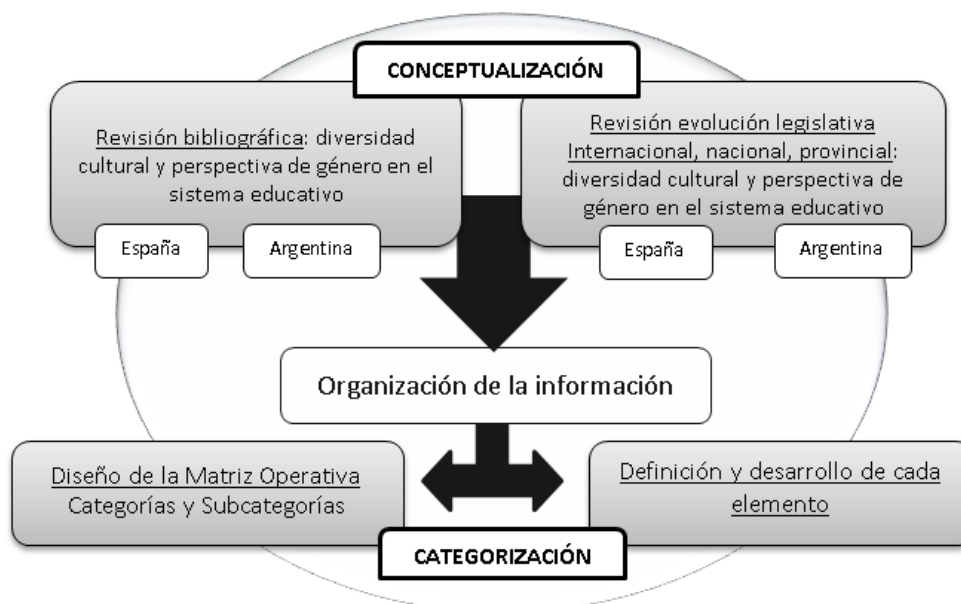 CONCEPTUALIZACIÓN
Revisión bibliográfica: diversidad
cultural y perspectiva de género en el
sistema educativo
España
Argentina
Revisión evolución legislativa
Internacional, nacional, provincial:
diversidad cultural y perspectiva de
género en el sistema educativo
España
Argentina
Organización de la información
Diseño de la Matriz Operativa
Categorías y Subcategorías
Definición y desarrollo de cada
elemento
CATEGORIZACIÓN